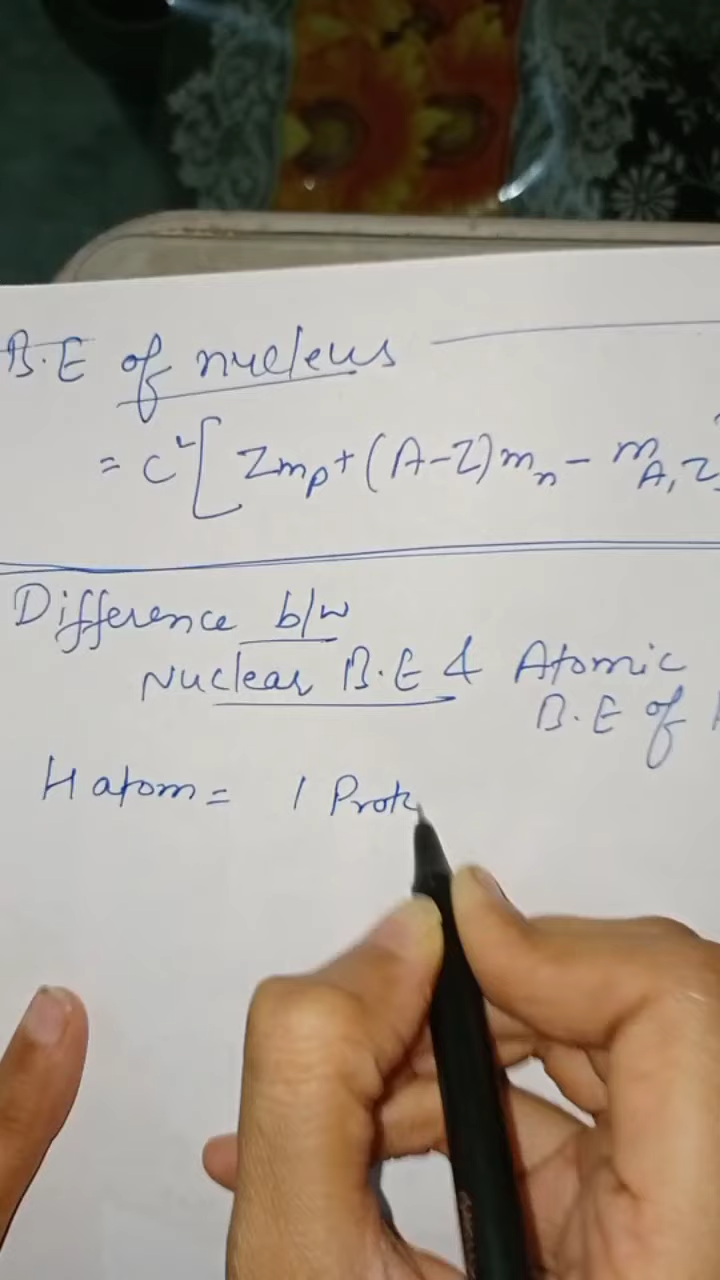 B.E of nucleus
= c²[Zmp + (A-Z)mn - mA,Z
Difference b/w
Nuclear B.E & Atomic
B.E of
H atom = 1 Prot